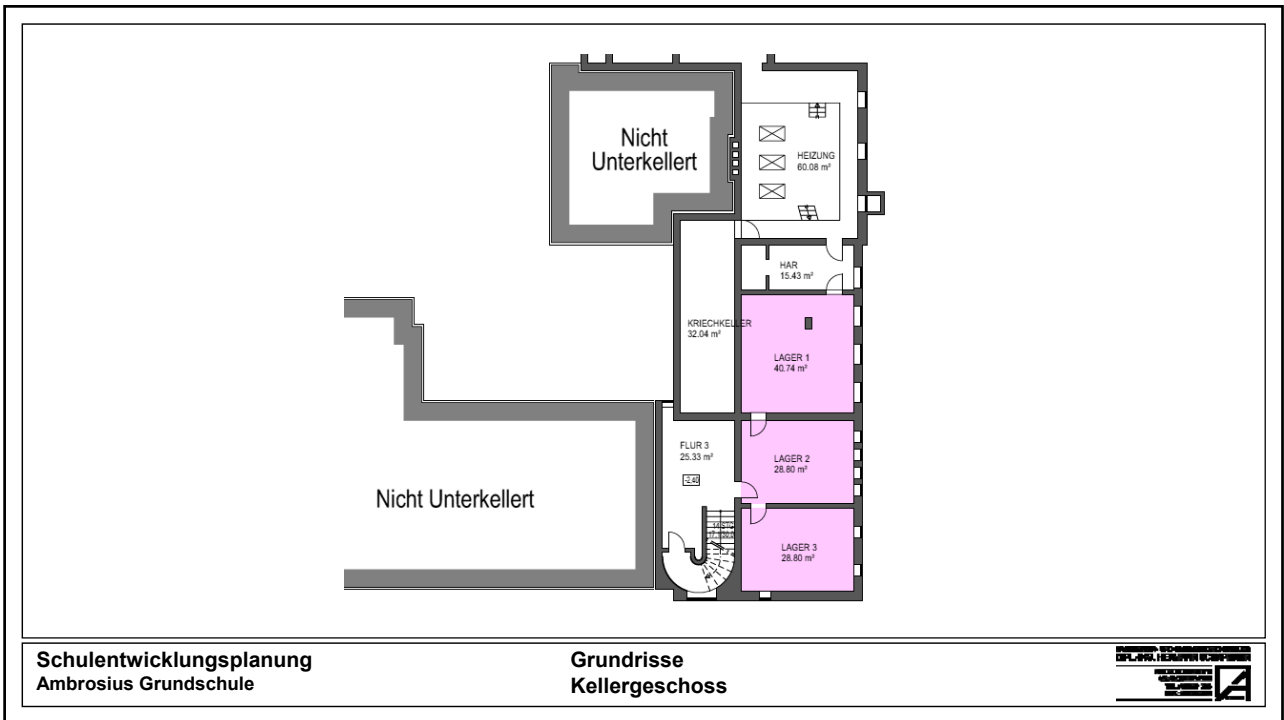 Nicht
Unterkellert
HEIZUNG
60.08 m²
HAR
15.43 m²
KRIECHKELLER
32.04 m²
LAGER 1
40.74 m²
FLUR 3
25.33 m²
-2,40
LAGER 2
28.80 m²
Nicht Unterkellert
LAGER 3
28.80 m²
Schulentwicklungsplanung
Ambrosius Grundschule
Grundrisse
Kellergeschoss